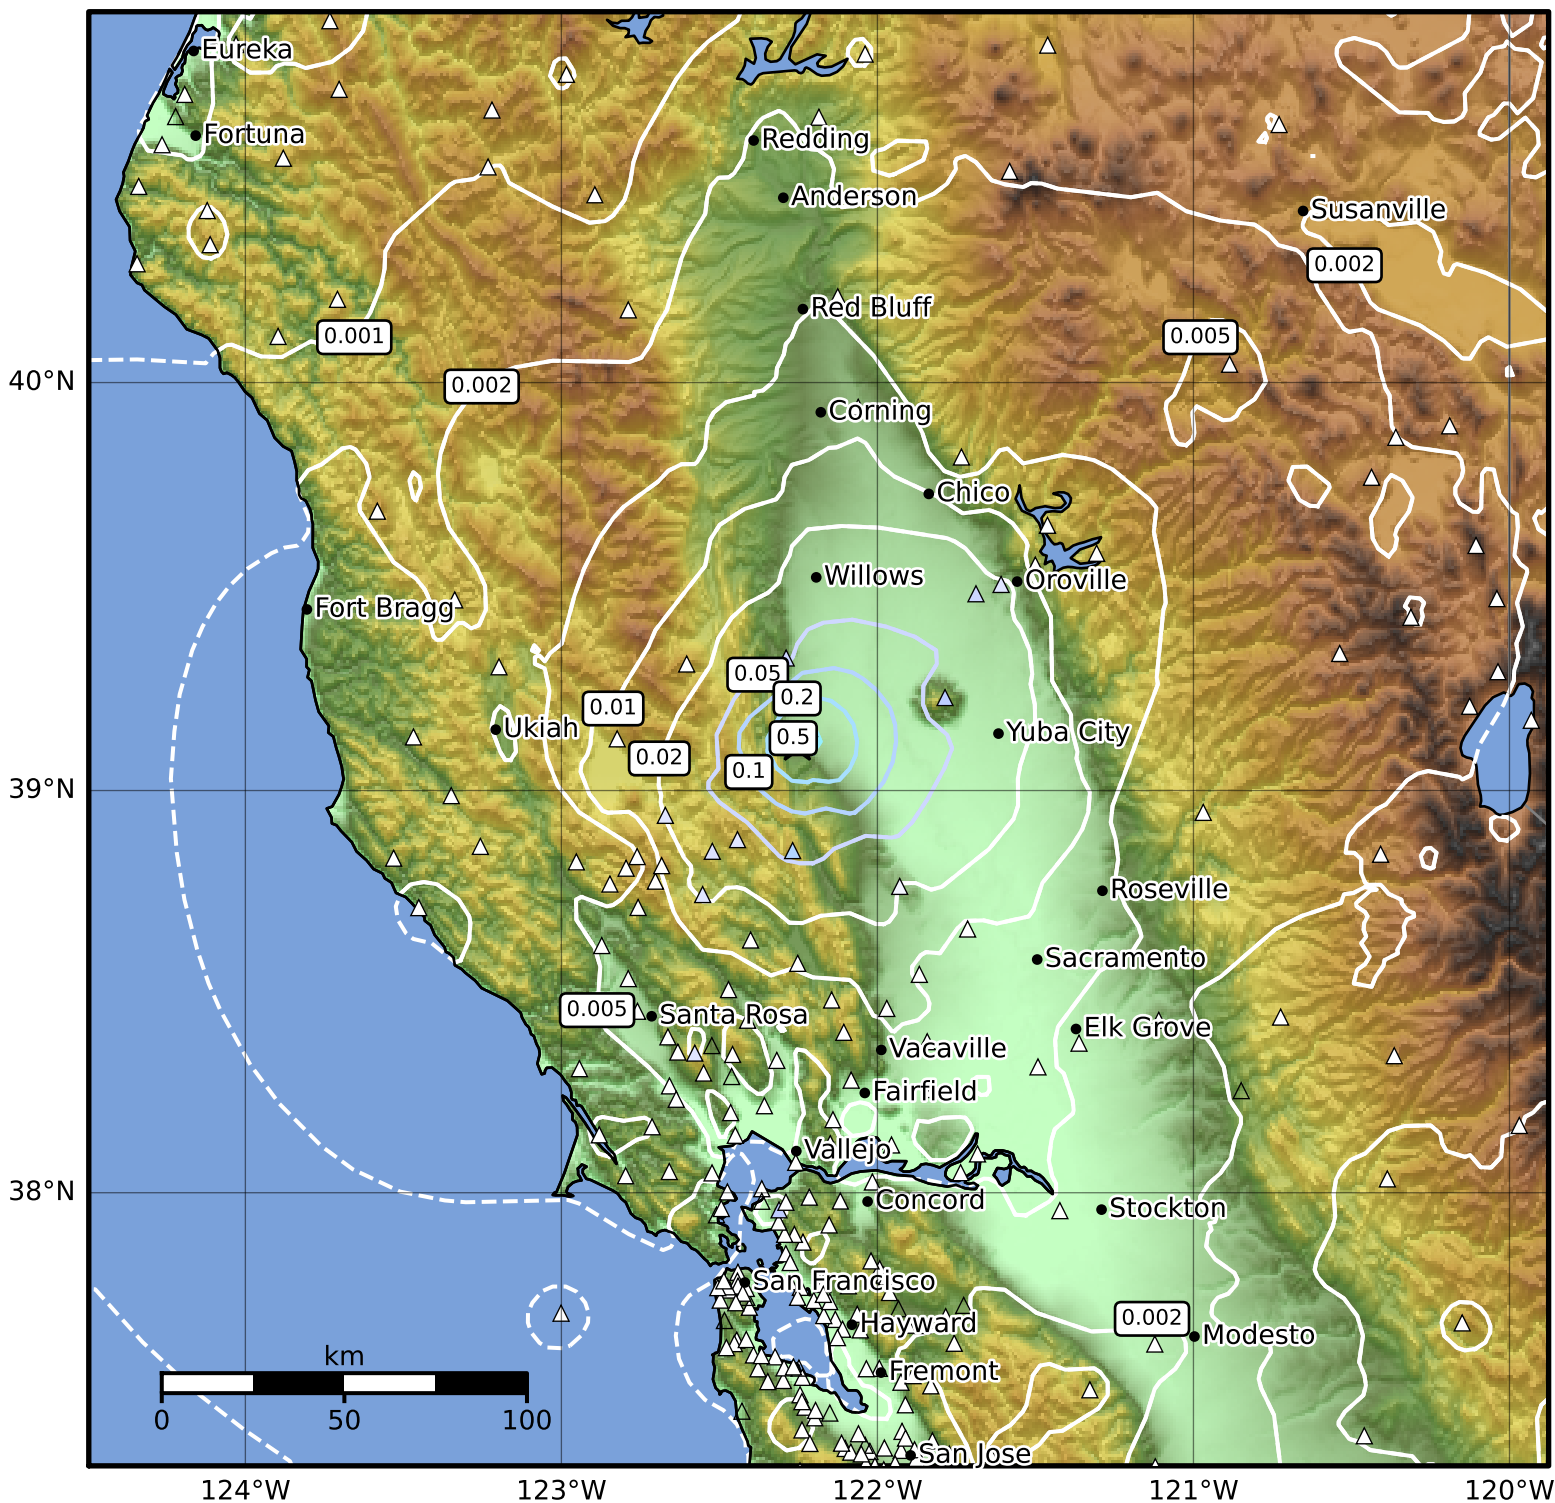 Eureka
Fortuna
Redding
Anderson
Susanville
0.002
Red Bluff
0.001
0.005
40°N
0.002
Corning
Chico
Willows
Oroville
Fort Bragg
0.05
0.2
0.01
Ukiah
Yuba City
0.5
0.02
0.1
39°N
Roseville
Sacramento
0.005
Santa Rosa
Elk Grove
Vacaville
Fairfield
Vallejo
38°N
Concord
Stockton
San Francisco
0.002
Hayward
Modesto
km
Fremont
0 50 100
San Jose
124°W 123°W 122°W 121°W 120°W